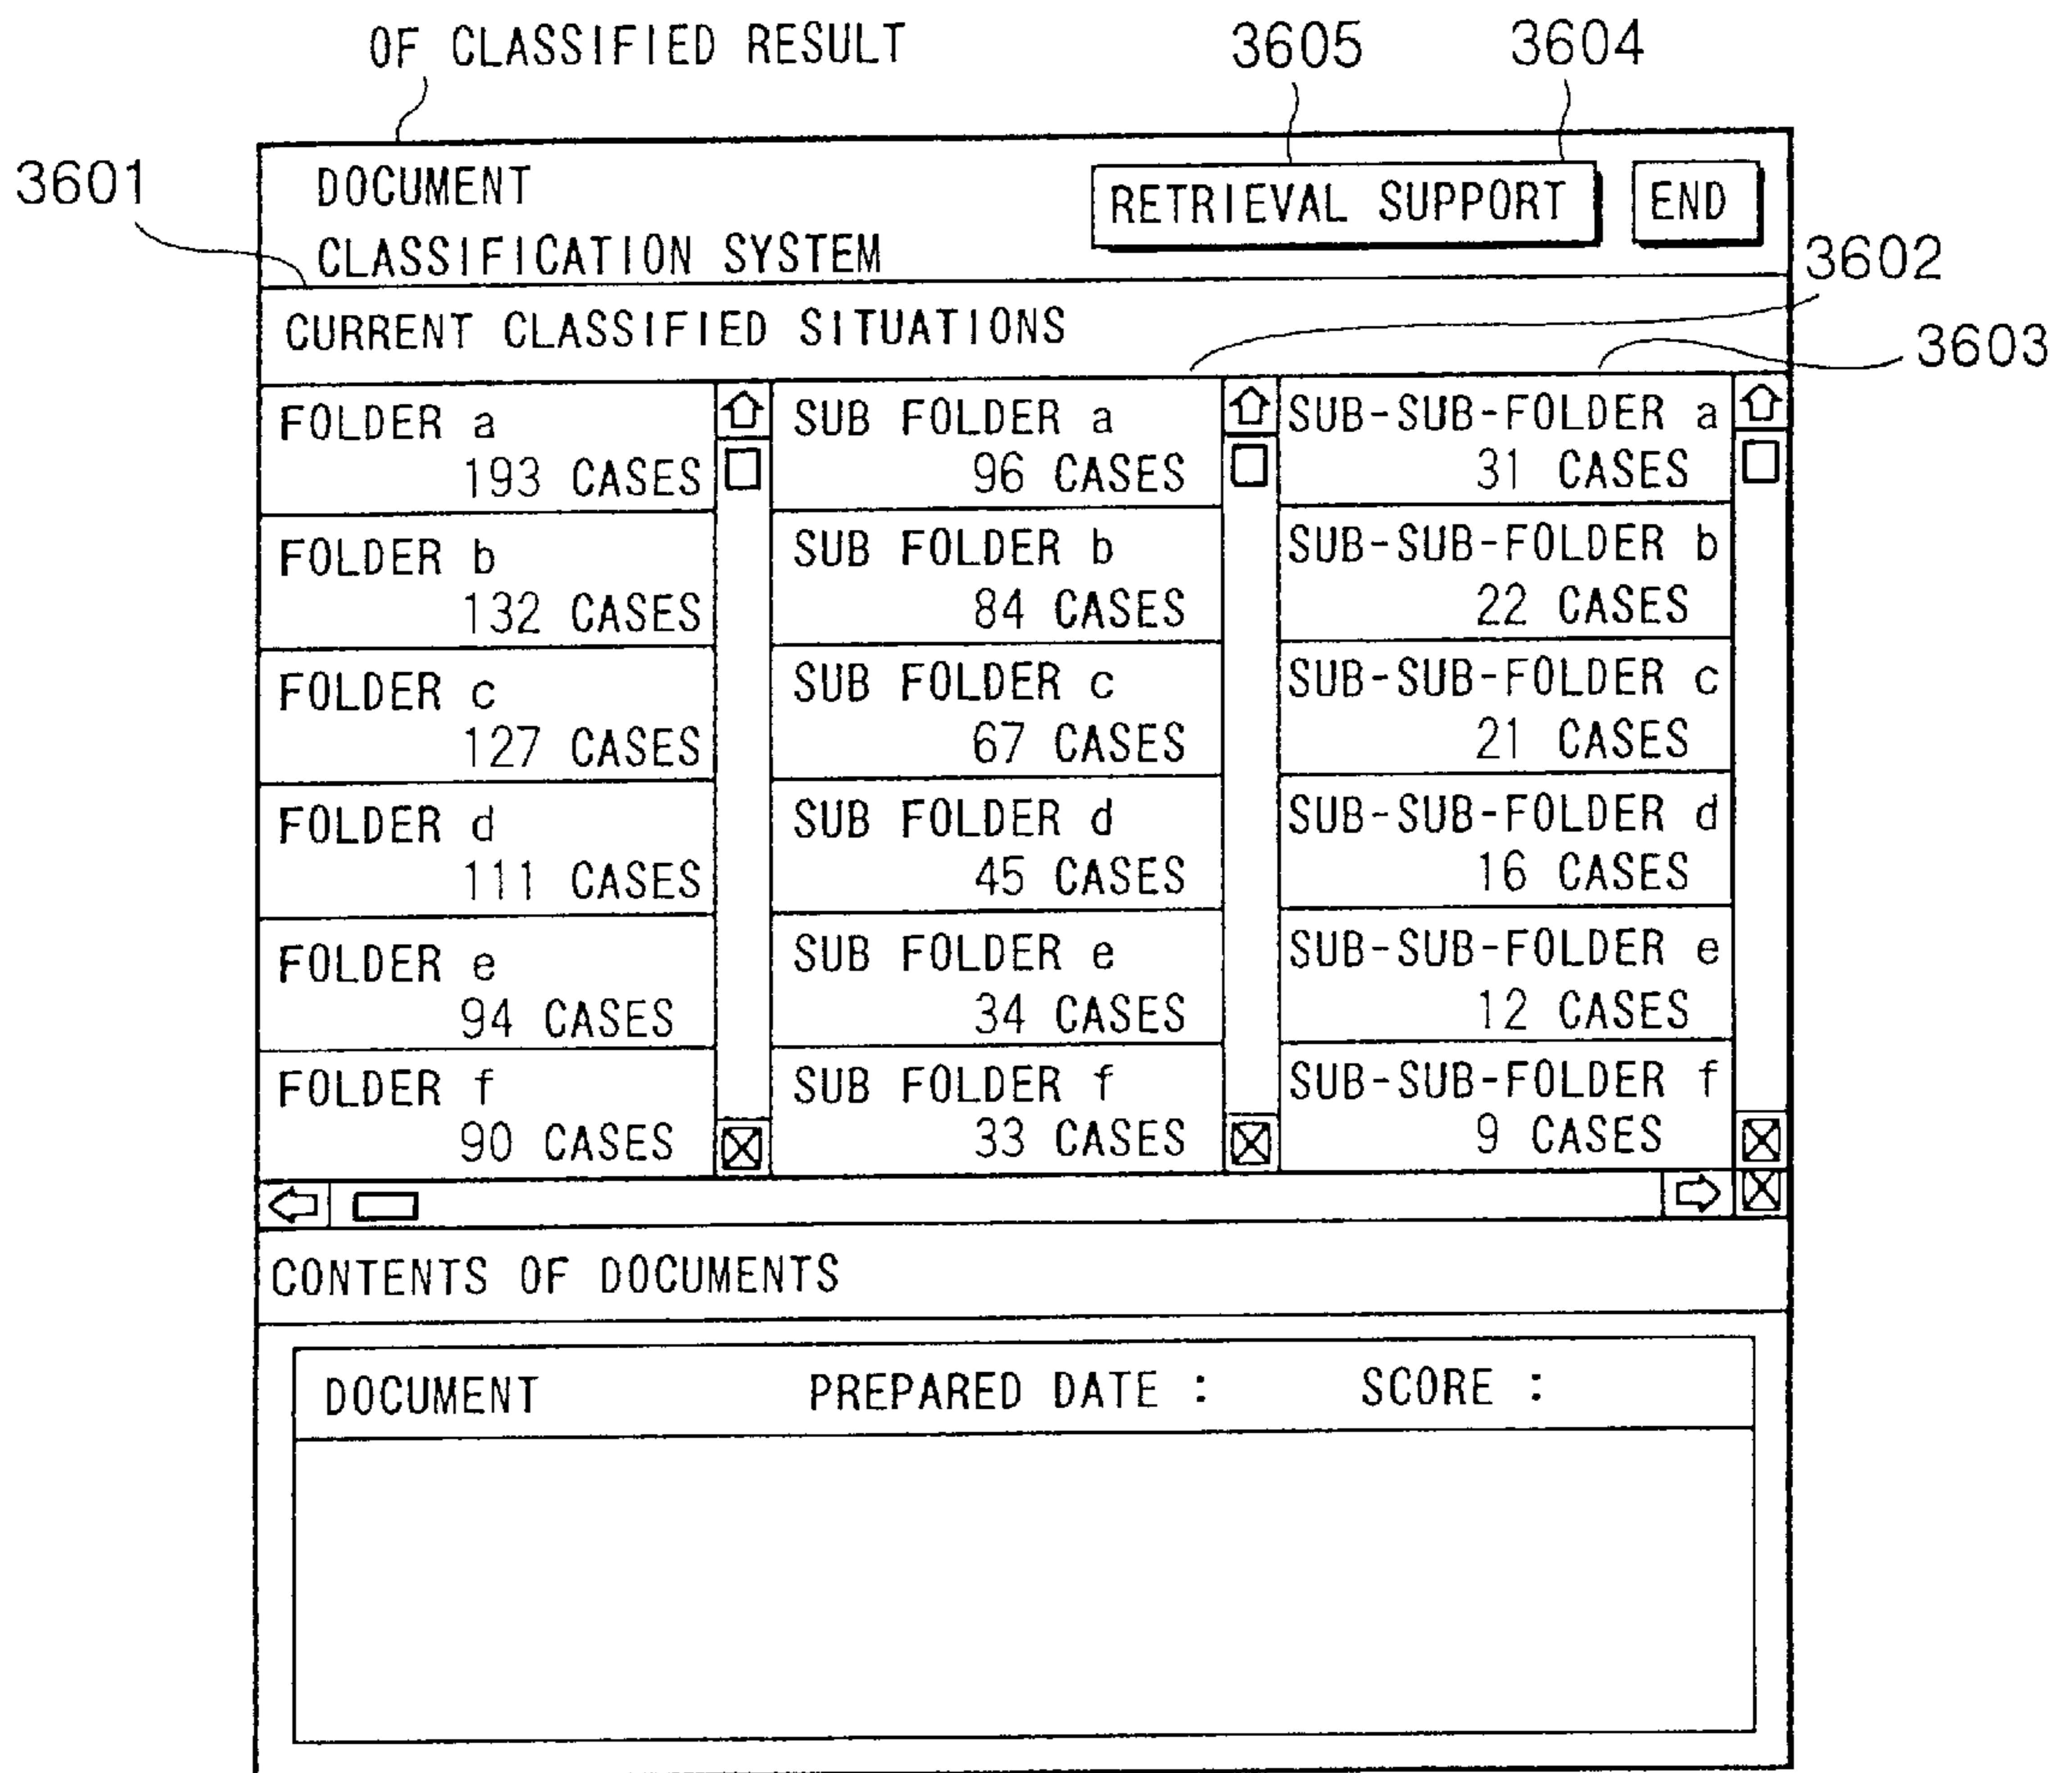 OF CLASSIFIED RESULT
3605
3604
3601
DOCUMENT
CLASSIFICATION SYSTEM
RETRIEVAL SUPPORT
END
3602
CURRENT CLASSIFIED SITUATIONS
3603
FOLDER a
193 CASES
FOLDER b
132 CASES
FOLDER c
127 CASES
FOLDER d
111 CASES
FOLDER e
94 CASES
FOLDER f
90 CASES
SUB FOLDER a
96 CASES
SUB FOLDER b
84 CASES
SUB FOLDER c
67 CASES
SUB FOLDER d
45 CASES
SUB FOLDER e
34 CASES
SUB FOLDER f
33 CASES
SUB-SUB-FOLDER a
31 CASES
SUB-SUB-FOLDER b
22 CASES
SUB-SUB-FOLDER c
21 CASES
SUB-SUB-FOLDER d
16 CASES
SUB-SUB-FOLDER e
12 CASES
SUB-SUB-FOLDER f
9 CASES
CONTENTS OF DOCUMENTS
DOCUMENT PREPARED DATE : SCORE :